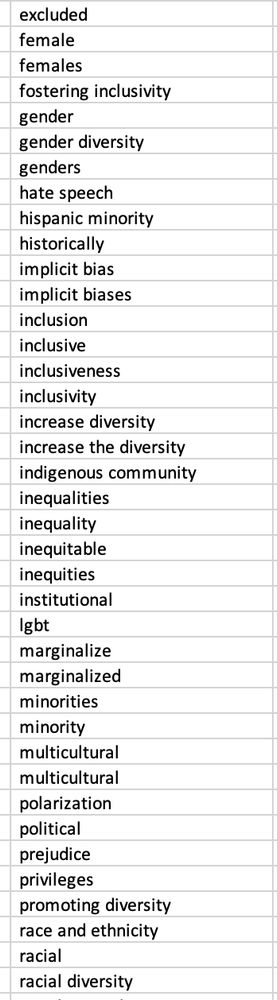 excluded
female
females
fostering inclusivity
gender
gender diversity
genders
hate speech
hispanic minority
historically
implicit bias
implicit biases
inclusion
inclusive
inclusiveness
inclusivity
increase diversity
increase the diversity
indigenous community
inequalities
inequality
inequitable
inequities
institutional
lgbt
marginalize
marginalized
minorities
minority
multicultural
multicultural
polarization
political
prejudice
privileges
promoting diversity
race and ethnicity
racial
racial diversity